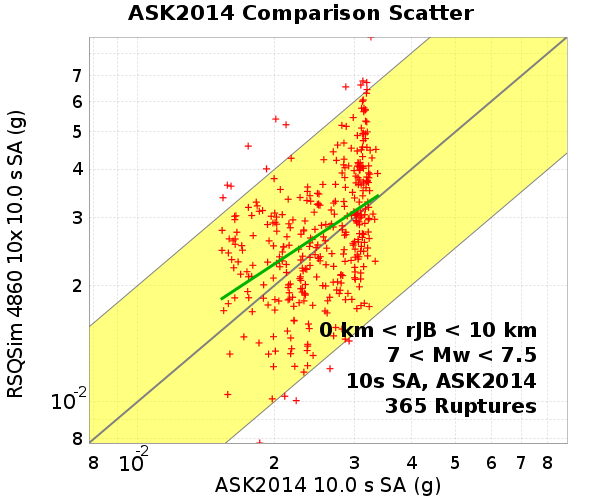 ASK2014 Comparison Scatter
RSQSim 4860 10x 10.0 s SA (g)
7
6
5
4
3
2
10-2
8
0 km < rJB < 10 km
7 < Mw < 7.5
10s SA, ASK2014
365 Ruptures
8 10-2 2 3 4 5 6 7 8
ASK2014 10.0 s SA (g)